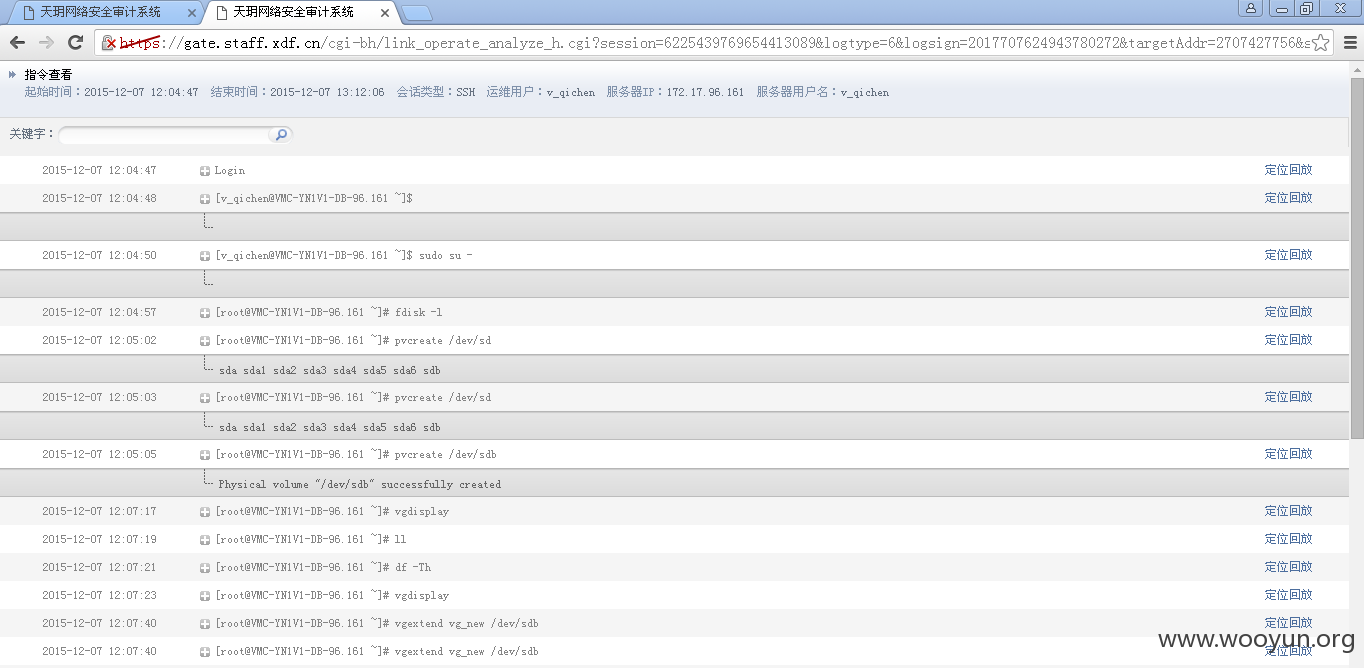 天玥网络安全审计系统 天玥网络安全审计系统
https://gate.staff.xdf.cn/cgi-bh/link_operate_analyze_h.cgi?session=6225439769654413089&logtype=6&logsign=2017707624943780272&targetAddr=2707427756&s
指令查看
起始时间：2015-12-07 12:04:47 结束时间：2015-12-07 13:12:06 会话类型：SSH 运维用户：v_qichen 服务器IP：172.17.96.161 服务器用户名：v_qichen
关键字：
2015-12-07 12:04:47 Login 定位回放
2015-12-07 12:04:48 [v_qichen@VMC-YN1V1-DB-96.161 ~]$ 定位回放
2015-12-07 12:04:50 [v_qichen@VMC-YN1V1-DB-96.161 ~]$ sudo su - 定位回放
2015-12-07 12:04:57 [root@VMC-YN1V1-DB-96.161 ~]# fdisk -l 定位回放
2015-12-07 12:05:02 [root@VMC-YN1V1-DB-96.161 ~]# pvcreate /dev/sd 定位回放
sda sda1 sda2 sda3 sda4 sda5 sda6 sdb
2015-12-07 12:05:03 [root@VMC-YN1V1-DB-96.161 ~]# pvcreate /dev/sd 定位回放
sda sda1 sda2 sda3 sda4 sda5 sda6 sdb
2015-12-07 12:05:05 [root@VMC-YN1V1-DB-96.161 ~]# pvcreate /dev/sdb 定位回放
Physical volume "/dev/sdb" successfully created
2015-12-07 12:07:17 [root@VMC-YN1V1-DB-96.161 ~]# vgdisplay 定位回放
2015-12-07 12:07:19 [root@VMC-YN1V1-DB-96.161 ~]# ll 定位回放
2015-12-07 12:07:21 [root@VMC-YN1V1-DB-96.161 ~]# df -Th 定位回放
2015-12-07 12:07:23 [root@VMC-YN1V1-DB-96.161 ~]# vgdisplay 定位回放
2015-12-07 12:07:40 [root@VMC-YN1V1-DB-96.161 ~]# vgextend vg_new /dev/sdb 定位回放
2015-12-07 12:07:40 [root@VMC-YN1V1-DB-96.161 ~]# vgextend vg_new /dev/sdb 定位回放
www.wooyun.org